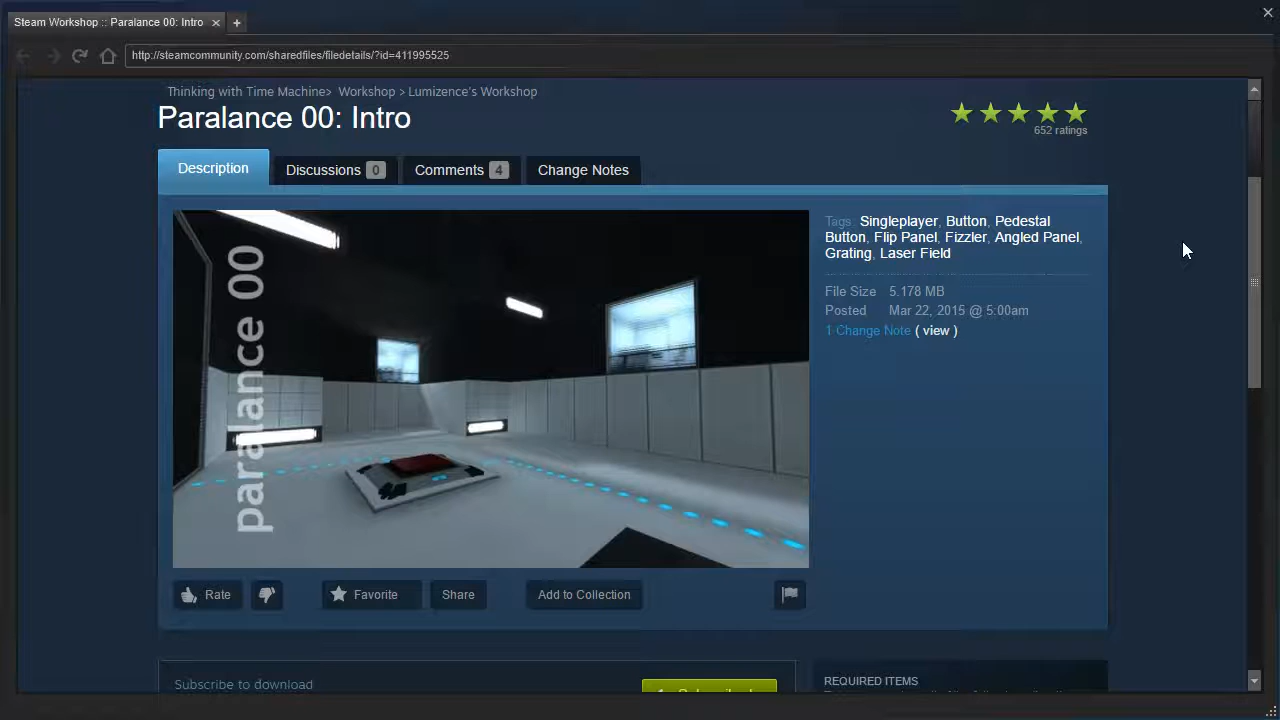 Steam Workshop :: Paralance 00: Intro
http://steamcommunity.com/sharedfiles/filedetails/?id=411995525
Thinking with Time Machine> Workshop > Lumizence's Workshop
Paralance 00: Intro
652 ratings
Description
Discussions 0
Comments 4
Change Notes
paralance 00
Tags: Singleplayer, Button, Pedestal
Button, Flip Panel, Fizzler, Angled Panel,
Grating, Laser Field
File Size 5.178 MB
Posted Mar 22, 2015 @ 5:00am
1 Change Note ( view )
Rate
Favorite
Share
Add to Collection
Subscribe to download
REQUIRED ITEMS